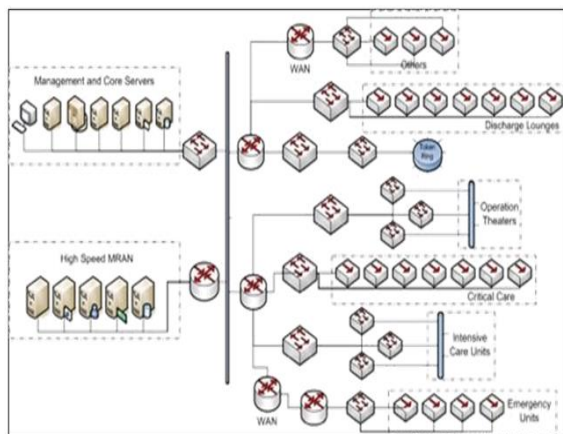 WAN
Others
Management and Core Servers
Discharge Lounges
Token
Ring
Operation
Theaters
High Speed MRAN
Critical Care
Intensive
Care Units
WAN
Emergency
Units